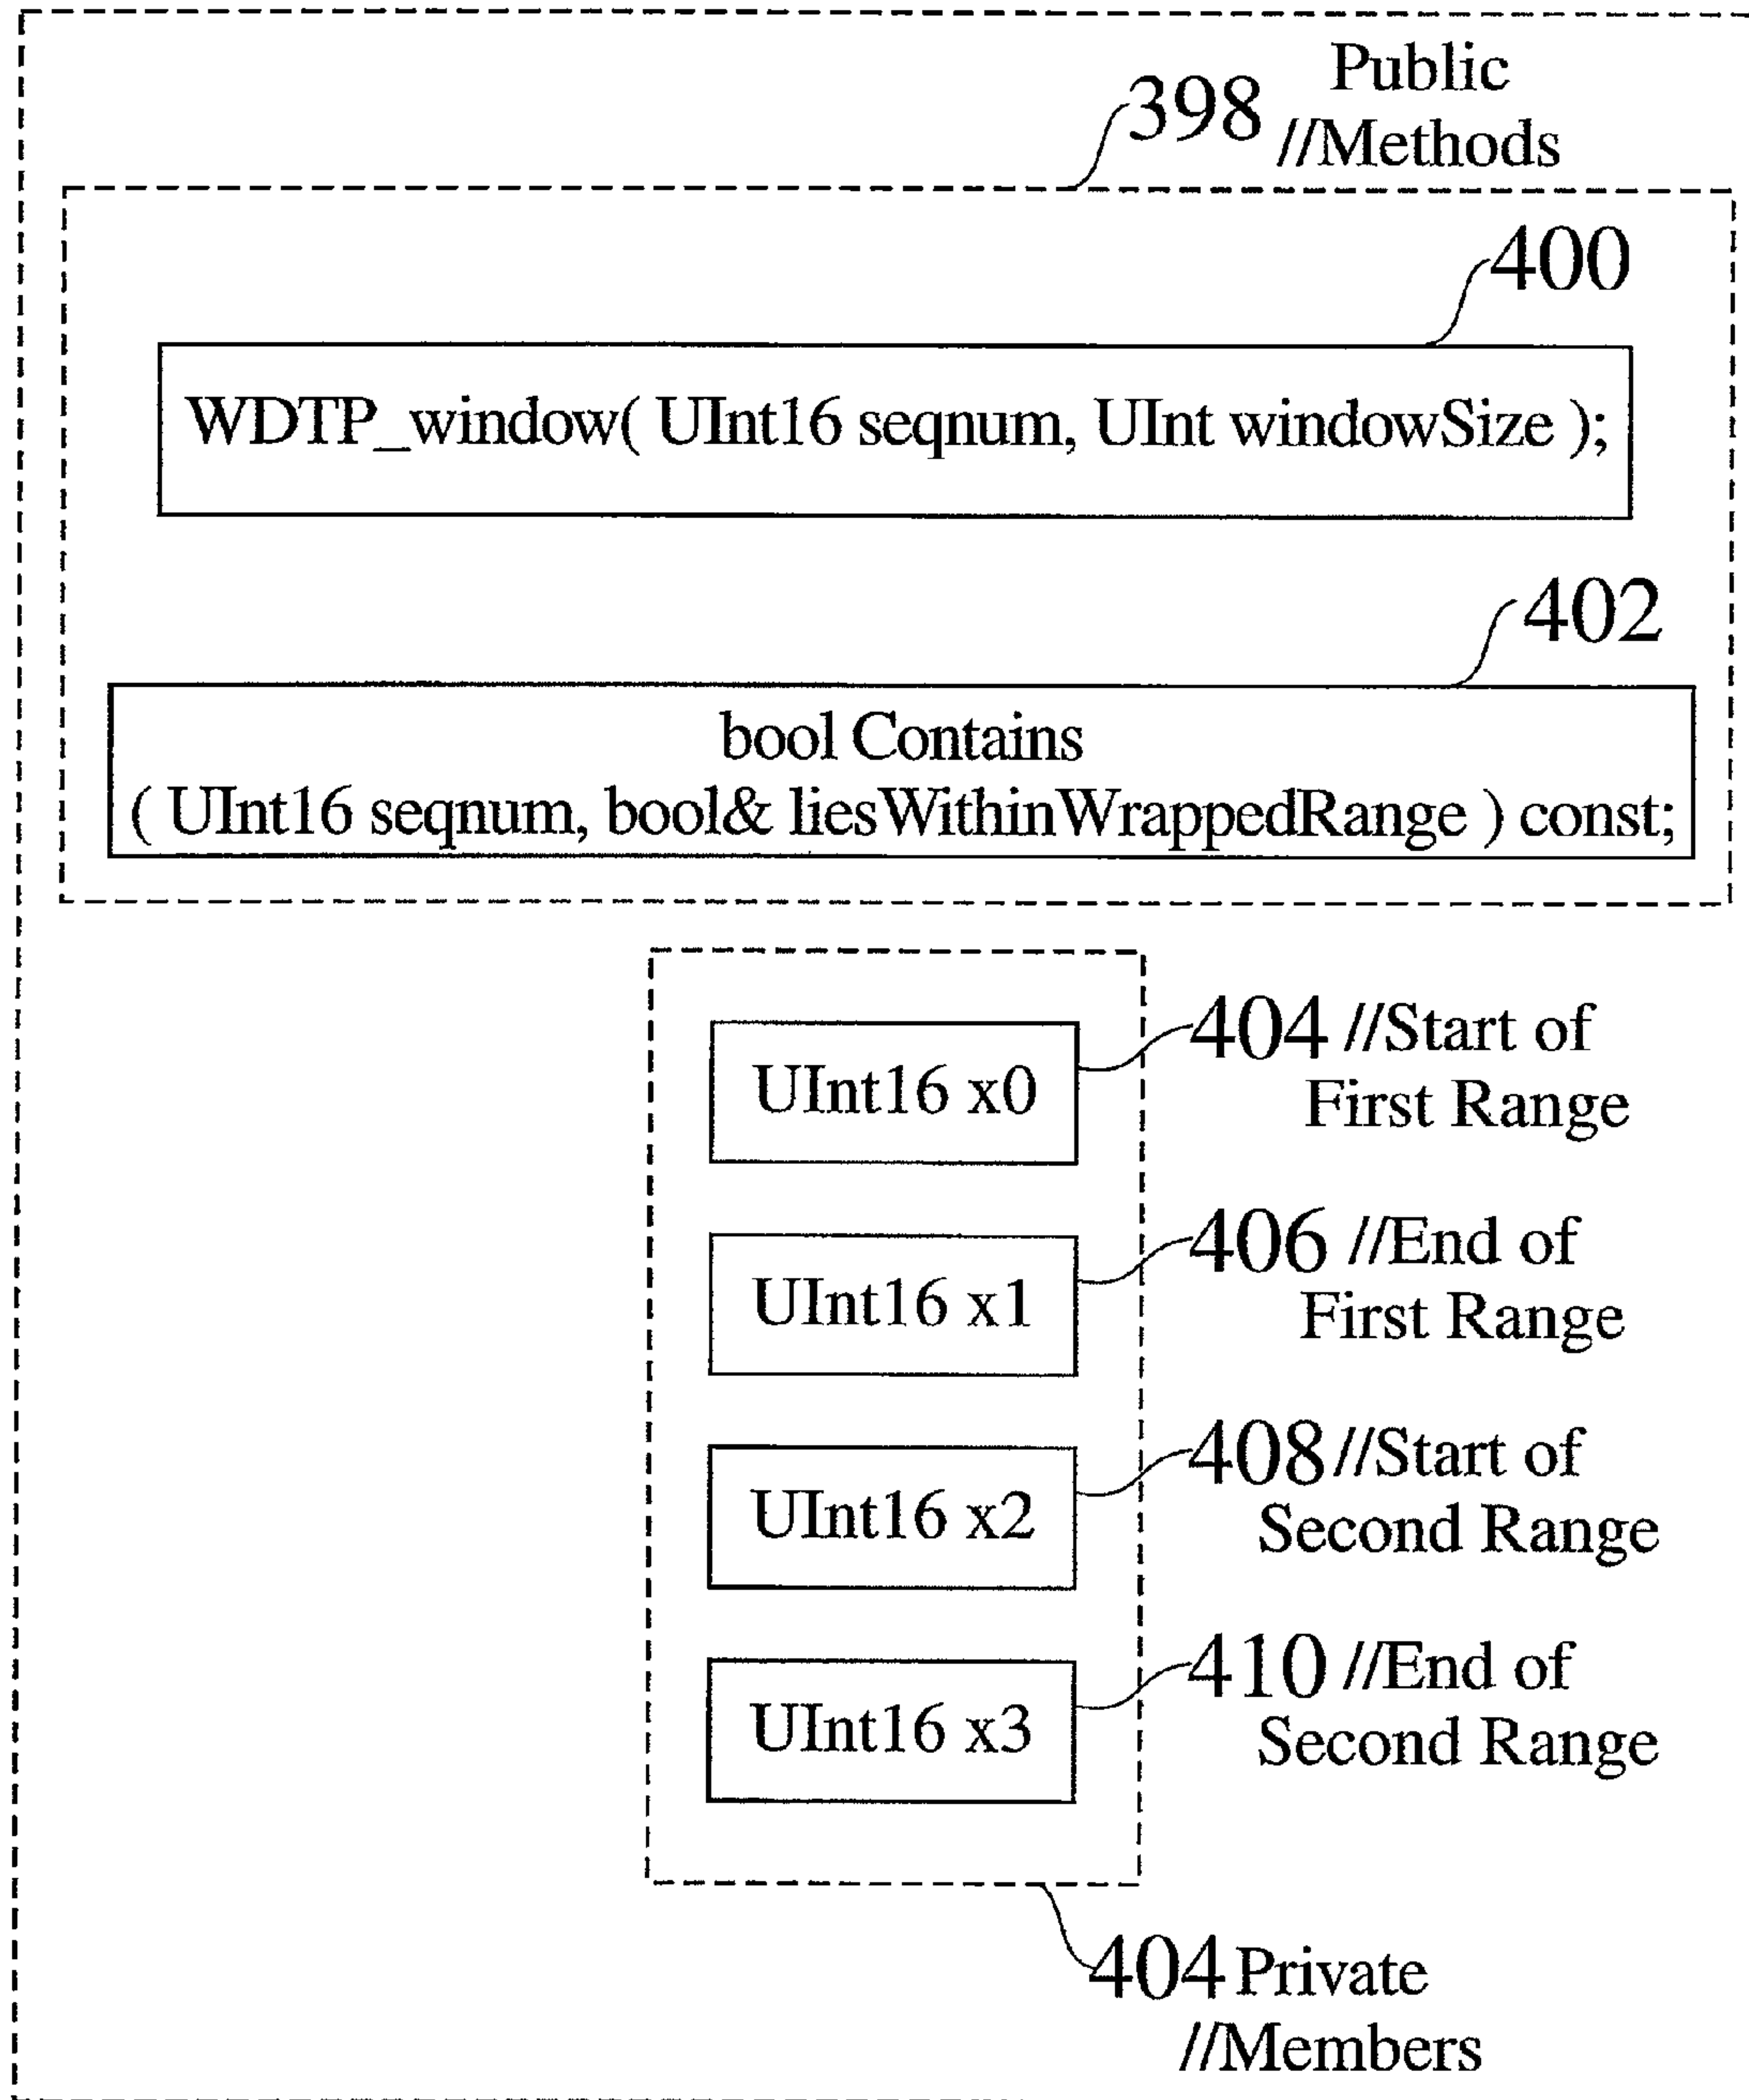 Public
398 //Methods
400
WDTP_window( UInt16 seqnum, UInt windowSize );
402
bool Contains
( UInt16 seqnum, bool& liesWithinWrappedRange ) const;
UInt16 x0
404 //Start of
First Range
UInt16 x1
406 //End of
First Range
UInt16 x2
408 //Start of
Second Range
UInt16 x3
410 //End of
Second Range
404 Private
//Members